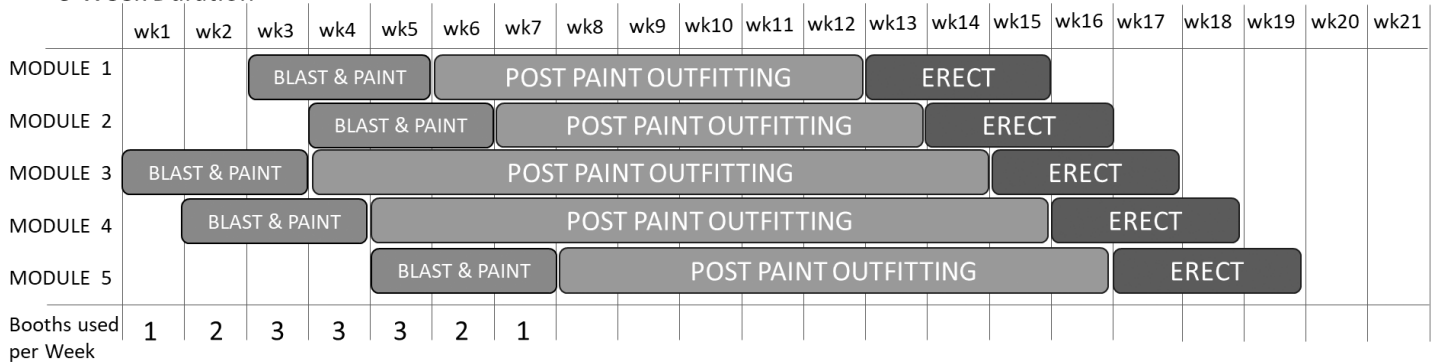 wk1 wk2 wk3 wk4 wk5 wk6 wk7 wk8 wk9 wk10 wk11 wk12 wk13 wk14 wk15 wk16 wk17 wk18 wk19 wk20 wk21
MODULE 1 BLAST & PAINT POST PAINT OUTFITTING ERECT
MODULE 2 BLAST & PAINT POST PAINT OUTFITTING ERECT
MODULE 3 BLAST & PAINT POST PAINT OUTFITTING ERECT
MODULE 4 BLAST & PAINT POST PAINT OUTFITTING ERECT
MODULE 5 BLAST & PAINT POST PAINT OUTFITTING ERECT
Booths used 1 2 3 3 3 2 1
per Week